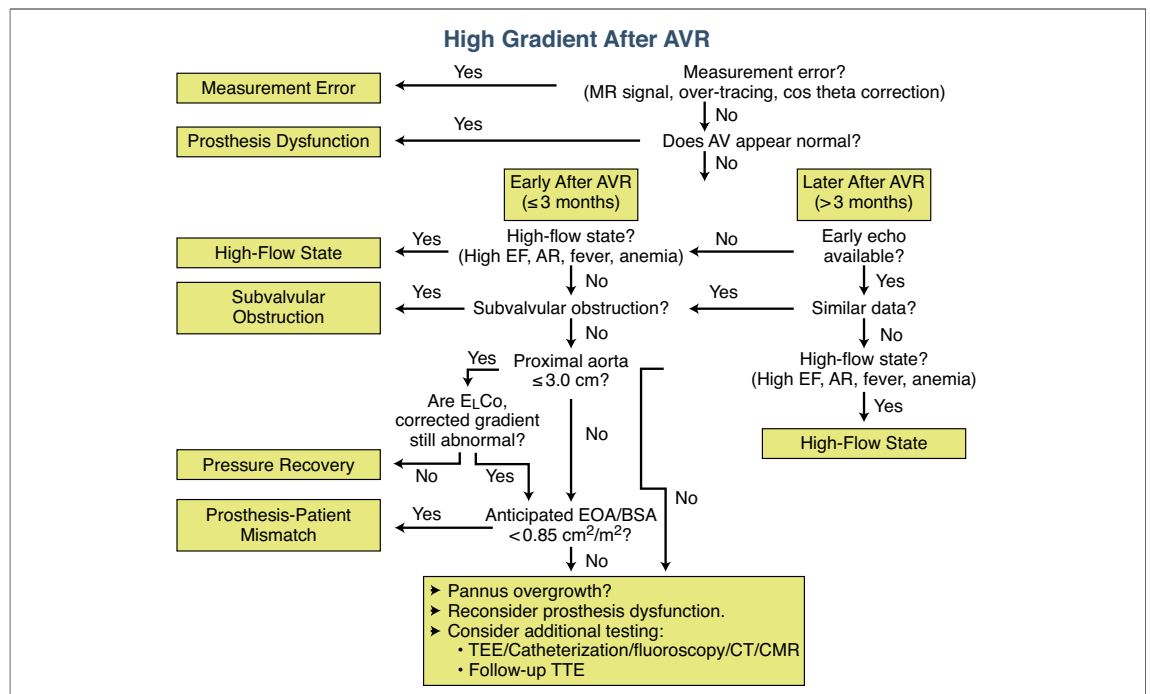 High Gradient After AVR
Yes
Measurement error?
(MR signal, over-tracing, cos theta correction)
Measurement Error
No
Yes
Prosthesis Dysfunction
Does AV appear normal?
No
Early After AVR
(≤ 3 months)
Later After AVR
(> 3 months)
Yes
High-flow state?
(High EF, AR, fever, anemia)
No
Early echo
available?
High-Flow State
No
Yes
Subvalvular
Obstruction
Yes
Subvalvular obstruction?
Yes
Similar data?
No
No
Yes
Proximal aorta
≤ 3.0 cm?
High-flow state?
(High EF, AR, fever, anemia)
Are ELCo,
corrected gradient
still abnormal?
Yes
No
High-Flow State
Pressure Recovery
No
Yes
No
Prosthesis-Patient
Mismatch
Yes
Anticipated EOA/BSA
< 0.85 cm²/m²?
No
➤ Pannus overgrowth?
➤ Reconsider prosthesis dysfunction.
➤ Consider additional testing:
• TEE/Catheterization/fluoroscopy/CT/CMR
• Follow-up TTE